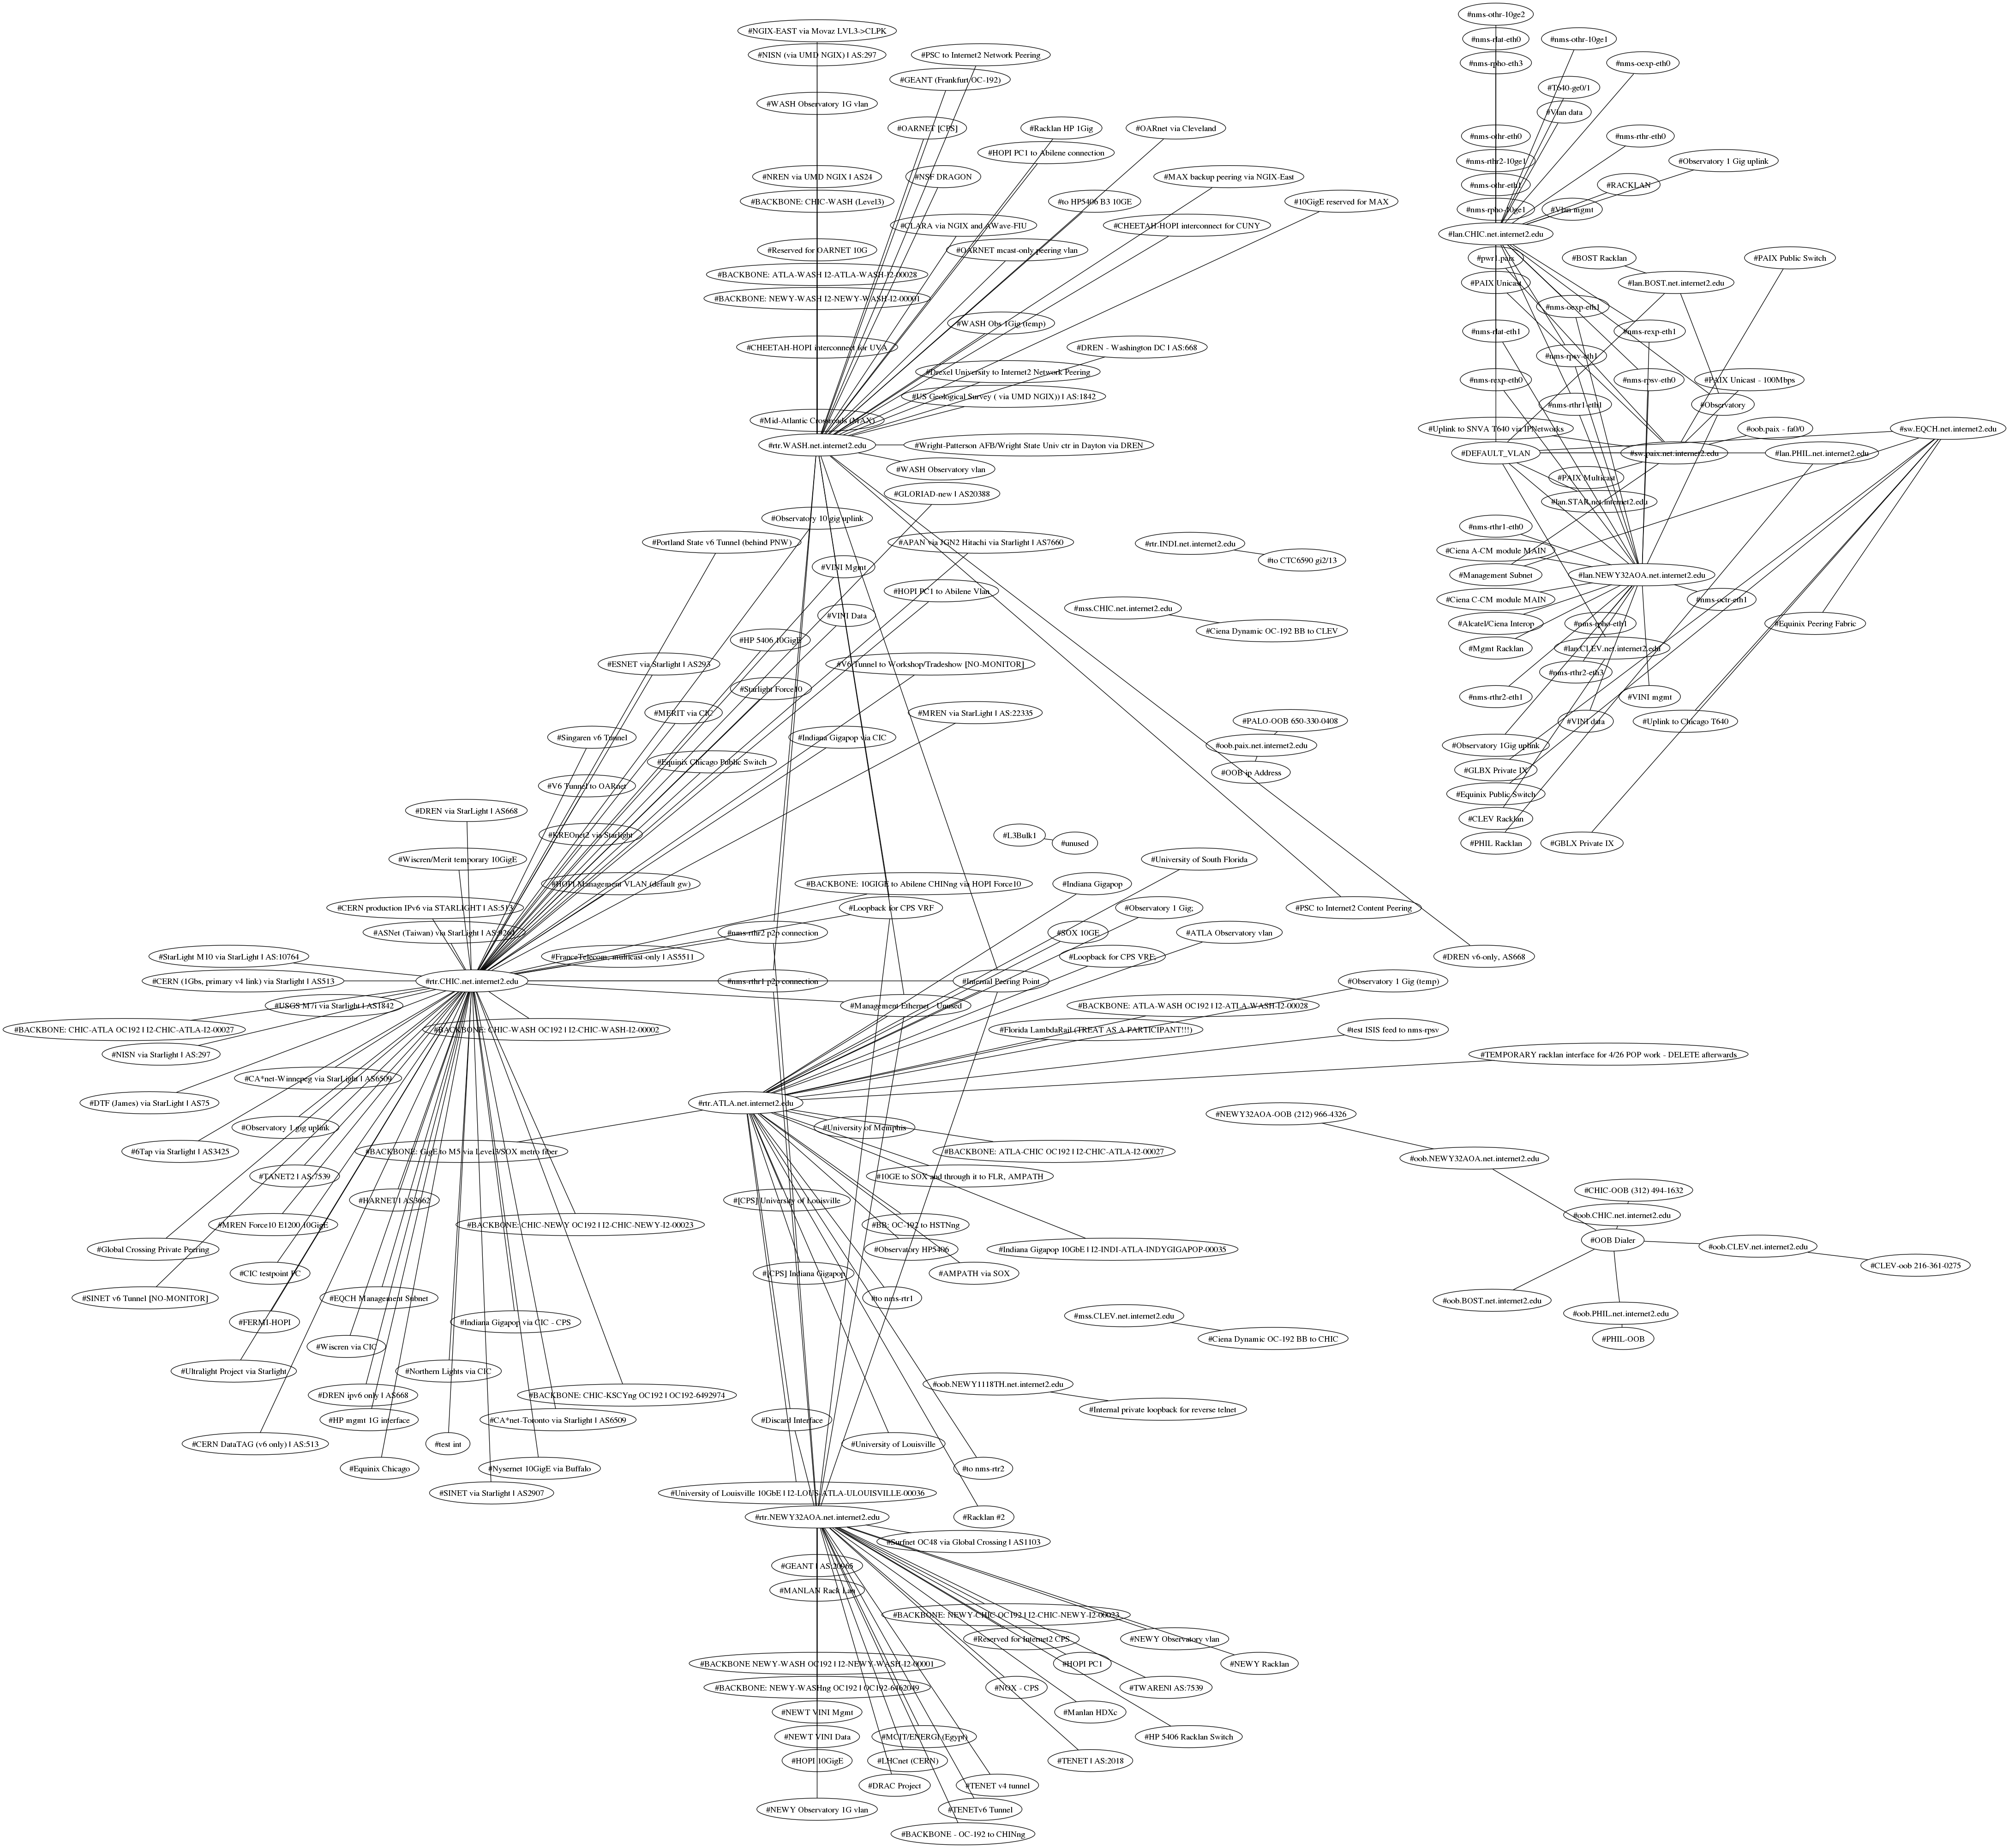 #nms-othr-10ge2
#NGIX-EAST via Movaz LVL3->CLPK
#nms-rlat-eth0
#nms-othr-10ge1
#NISN (via UMD NGIX) | AS:297
#PSC to Internet2 Network Peering
#nms-rpho-eth3
#nms-oexp-eth0
#GEANT (Frankfurt OC-192)
#T640-ge0/1
#WASH Observatory 1G vlan
#Vlan data
#OARNET [CPS]
#Racklan HP 1Gig
#OARnet via Cleveland
#nms-othr-eth0
#nms-rthr-eth0
#HOPI PC1 to Abilene connection
#nms-rthr2-10ge1
#Observatory 1 Gig uplink
#NREN via UMD NGIX | AS24
#NSF DRAGON
#MAX backup peering via NGIX-East
#nms-othr-eth1
#RACKLAN
#BACKBONE: CHIC-WASH (Level3)
#to HP5406 B3 10GE
#10GigE reserved for MAX
#nms-rpho-10ge1
#Vlan mgmt
#CLARA via NGIX and AWave-FIU
#CHEETAH-HOPI interconnect for CUNY
#lan.CHIC.net.internet2.edu
#Reserved for OARNET 10G
#OARNET mcast-only peering vlan
#pwr1.paix
#BOST Racklan
#PAIX Public Switch
#BACKBONE: ATLA-WASH I2-ATLA-WASH-I2-00028
#PAIX Unicast
#lan.BOST.net.internet2.edu
#BACKBONE: NEWY-WASH I2-NEWY-WASH-I2-00001
#nms-oexp-eth1
#WASH Obs 1Gig (temp)
#nms-rlat-eth1
#nms-rexp-eth1
#CHEETAH-HOPI interconnect for UVA
#DREN - Washington DC | AS:668
#nms-rpsv-eth1
#Drexel University to Internet2 Network Peering
#nms-rexp-eth0
#nms-rpsv-eth0
#PAIX Unicast - 100Mbps
#US Geological Survey ( via UMD NGIX)) | AS:1842
#nms-rthr1-eth1
#Observatory
#Mid-Atlantic Crossroads (MAX)
#Uplink to SNVA T640 via IPNetworks
#oob.paix - fa0/0
#sw.EQCH.net.internet2.edu
#rtr.WASH.net.internet2.edu
#Wright-Patterson AFB/Wright State Univ ctr in Dayton via DREN
#DEFAULT_VLAN
#sw.paix.net.internet2.edu
#lan.PHIL.net.internet2.edu
#WASH Observatory vlan
#PAIX Multicast
#GLORIAD-new | AS20388
#lan.STAR.net.internet2.edu
#Observatory 10 gig uplink
#nms-rthr1-eth0
#Portland State v6 Tunnel (behind PNW)
#APAN via JGN2 Hitachi via Starlight | AS7660
#rtr.INDI.net.internet2.edu
#Ciena A-CM module MAIN
#to CTC6590 gi2/13
#VINI Mgmt
#Management Subnet
#lan.NEWY32AOA.net.internet2.edu
#HOPI PC1 to Abilene Vlan
#Ciena C-CM module MAIN
#nms-octr-eth1
#VINI Data
#mss.CHIC.net.internet2.edu
#Alcatel/Ciena Interop
#nms-rpho-eth1
#Equinix Peering Fabric
#HP 5406 10GigE
#Ciena Dynamic OC-192 BB to CLEV
#Mgmt Racklan
#lan.CLEV.net.internet2.edu
#ESNET via Starlight | AS293
#V6 Tunnel to Workshop/Tradeshow [NO-MONITOR]
#nms-rthr2-eth3
#Starlight Force10
#nms-rthr2-eth1
#VINI mgmt
#MERIT via CIC
#MREN via StarLight | AS:22335
#PALO-OOB 650-330-0408
#VINI data
#Uplink to Chicago T640
#Singaren v6 Tunnel
#Indiana Gigapop via CIC
#oob.paix.net.internet2.edu
#Observatory 1Gig uplink
#Equinix Chicago Public Switch
#OOB ip Address
#GLBX Private IX
#V6 Tunnel to OARnet
#Equinix Public Switch
#DREN via StarLight | AS668
#CLEV Racklan
#KREOnet2 via Starlight
#L3Bulk1
#unused
#PHIL Racklan
#GBLX Private IX
#Wiscren/Merit temporary 10GigE
#University of South Florida
#HOPI Management VLAN (default gw)
#BACKBONE: 10GIGE to Abilene CHINng via HOPI Force10
#Indiana Gigapop
#CERN production IPv6 via STARLIGHT | AS:513
#Loopback for CPS VRF
#Observatory 1 Gig;
#PSC to Internet2 Content Peering
#ASNet (Taiwan) via StarLight | AS:9264
#nms-rthr2 p2p connection
#SOX 10GE
#ATLA Observatory vlan
#StarLight M10 via StarLight | AS:10764
#FranceTelecom, multicast-only | AS5511
#Loopback for CPS VRF;
#DREN v6-only, AS668
#CERN (1Gbs, primary v4 link) via Starlight | AS513
#rtr.CHIC.net.internet2.edu
#nms-rthr1 p2p connection
#Internal Peering Point
#Observatory 1 Gig (temp)
#USGS M7i via Starlight | AS1842
#Management Ethernet - Unused
#BACKBONE: ATLA-WASH OC192 | I2-ATLA-WASH-I2-00028
#BACKBONE: CHIC-ATLA OC192 | I2-CHIC-ATLA-I2-00027
#BACKBONE: CHIC-WASH OC192 | I2-CHIC-WASH-I2-00002
#Florida LambdaRail (TREAT AS A PARTICIPANT!!!)
#test ISIS feed to nms-rpsv
#NISN via Starlight | AS:297
#TEMPORARY racklan interface for 4/26 POP work - DELETE afterwards
#CA*net-Winnepeg via StarLight | AS6509
#DTF (James) via StarLight | AS75
#rtr.ATLA.net.internet2.edu
#NEWY32AOA-OOB (212) 966-4326
#Observatory 1 gig uplink
#University of Memphis
#6Tap via Starlight | AS3425
#BACKBONE: GigE to M5 via Level3/SOX metro fiber
#BACKBONE: ATLA-CHIC OC192 | I2-CHIC-ATLA-I2-00027
#oob.NEWY32AOA.net.internet2.edu
#TANET2 | AS:7539
#10GE to SOX and through it to FLR, AMPATH
#CHIC-OOB (312) 494-1632
#HARNET | AS3662
#[CPS] University of Louisville
#oob.CHIC.net.internet2.edu
#MREN Force10 E1200 10GigE
#BACKBONE: CHIC-NEWY OC192 | I2-CHIC-NEWY-I2-00023
#BB: OC-192 to HSTNng
#OOB Dialer
#Global Crossing Private Peering
#Observatory HP5406
#Indiana Gigapop 10GbE | I2-INDI-ATLA-INDYGIGAPOP-00035
#oob.CLEV.net.internet2.edu
#CIC testpoint PC
#[CPS] Indiana Gigapop
#AMPATH via SOX
#CLEV-oob 216-361-0275
#SINET v6 Tunnel [NO-MONITOR]
#EQCH Management Subnet
#to nms-rtr1
#oob.BOST.net.internet2.edu
#FERMI-HOPI
#Indiana Gigapop via CIC - CPS
#mss.CLEV.net.internet2.edu
#oob.PHIL.net.internet2.edu
#Wiscren via CIC
#Ciena Dynamic OC-192 BB to CHIC
#PHIL-OOB
#Ultralight Project via Starlight
#Northern Lights via CIC
#oob.NEWY1118TH.net.internet2.edu
#DREN ipv6 only | AS668
#BACKBONE: CHIC-KSCYng OC192 | OC192-6492974
#Internal private loopback for reverse telnet
#HP mgmt 1G interface
#CA*net-Toronto via Starlight | AS6509
#Discard Interface
#CERN DataTAG (v6 only) | AS:513
#test int
#University of Louisville
#Equinix Chicago
#Nysernet 10GigE via Buffalo
#to nms-rtr2
#SINET via Starlight | AS2907
#University of Louisville 10GbE | I2-LOUS-ATLA-ULOUISVILLE-00036
#rtr.NEWY32AOA.net.internet2.edu
#Racklan #2
#Surfnet OC48 via Global Crossing | AS1103
#GEANT | AS:20965
#MANLAN Rack Lan
#BACKBONE: NEWY-CHIC OC192 | I2-CHIC-NEWY-I2-00023
#Reserved for Internet2 CPS
#NEWY Observatory vlan
#BACKBONE NEWY-WASH OC192 | I2-NEWY-WASH-I2-00001
#HOPI PC1
#NEWY Racklan
#BACKBONE: NEWY-WASHng OC192 | OC192-6462049
#NOX - CPS
#TWAREN| AS:7539
#NEWT VINI Mgmt
#Manlan HDXc
#NEWT VINI Data
#MCIT/ENERGI (Egypt)
#HP 5406 Racklan Switch
#HOPI 10GigE
#LHCnet (CERN)
#TENET | AS:2018
#DRAC Project
#TENET v4 tunnel
#NEWY Observatory 1G vlan
#TENETv6 Tunnel
#BACKBONE - OC-192 to CHINng